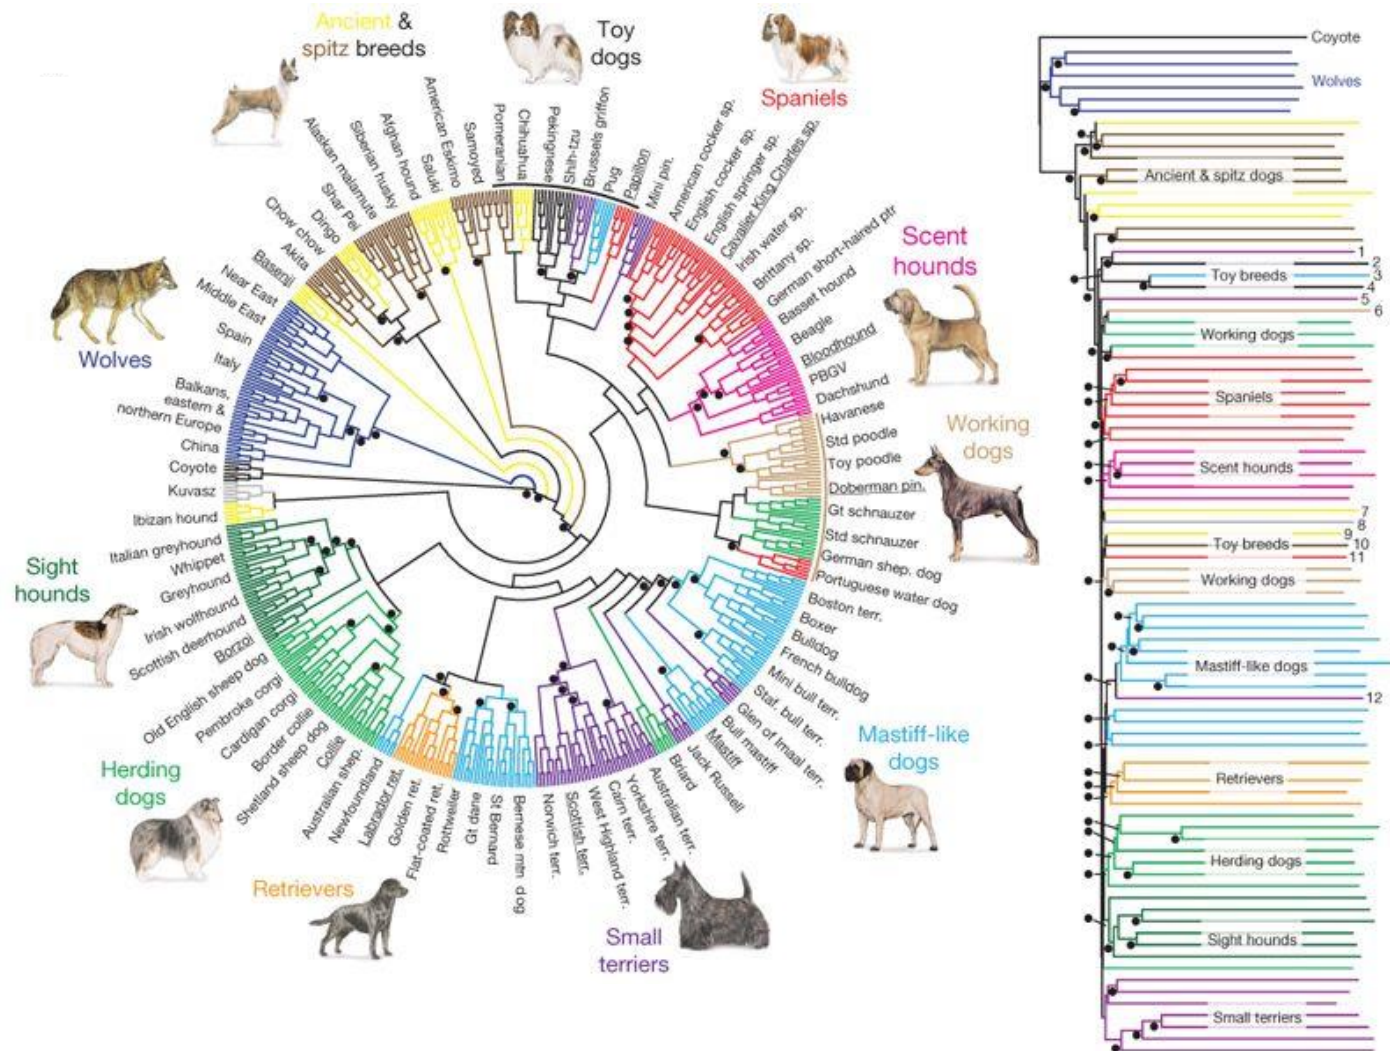 Ancient &
spitz breeds
Toy
dogs
Spaniels
Scent
hounds
Working
dogs
Mastiff-like
dogs
Small
terriers
Retrievers
Herding
dogs
Sight
hounds
Wolves
Coyote
China
Balkans,
eastern &
northern Europe
Italy
Spain
Middle East
Near East
Basenji
Akita
Chow chow
Dingo
Shar Pei
Alaskan malamute
Siberian husky
Afghan hound
Saluki
American Eskimo
Samoyed
Pomeranian
Chihuahua
Pekingnese
Shih-tzu
Brussels griffon
Pug
Papillon
Mini pin.
American cocker sp.
English cocker sp.
English springer sp.
Cavalier King Charles sp.
Irish water sp.
Brittany sp.
German short-haired ptr
Basset hound
Beagle
Bloodhound
PBGV
Dachshund
Havanese
Std poodle
Toy poodle
Doberman pin.
Gt schnauzer
Std schnauzer
German shep. dog
Portuguese water dog
Boston terr.
Boxer
Bulldog
French bulldog
Mini bull terr.
Staf. bull terr.
Glen of Imaal terr.
Bull mastiff
Mastiff
Jack Russell
Briard
Australian terr.
Yorkshire terr.
Cairn terr.
West Highland terr.
Scottish terr.
Norwich terr.
Bernese mtn dog
St Bernard
Gt dane
Rottweiler
Flat-coated ret.
Golden ret.
Labrador ret.
Newfoundland
Australian shep.
Collie
Shetland sheep dog
Border collie
Cardigan corgi
Pembroke corgi
Old English sheep dog
Borzoi
Scottish deerhound
Irish wolfhound
Greyhound
Whippet
Italian greyhound
Ibizan hound
Kuvasz
Coyote
Wolves
Ancient & spitz dogs
1
2
Toy breeds 3
4
5
6
Working dogs
Spaniels
Scent hounds
7
8
9
Toy breeds 10
11
Working dogs
Mastiff-like dogs
12
Retrievers
Herding dogs
Sight hounds
Small terriers